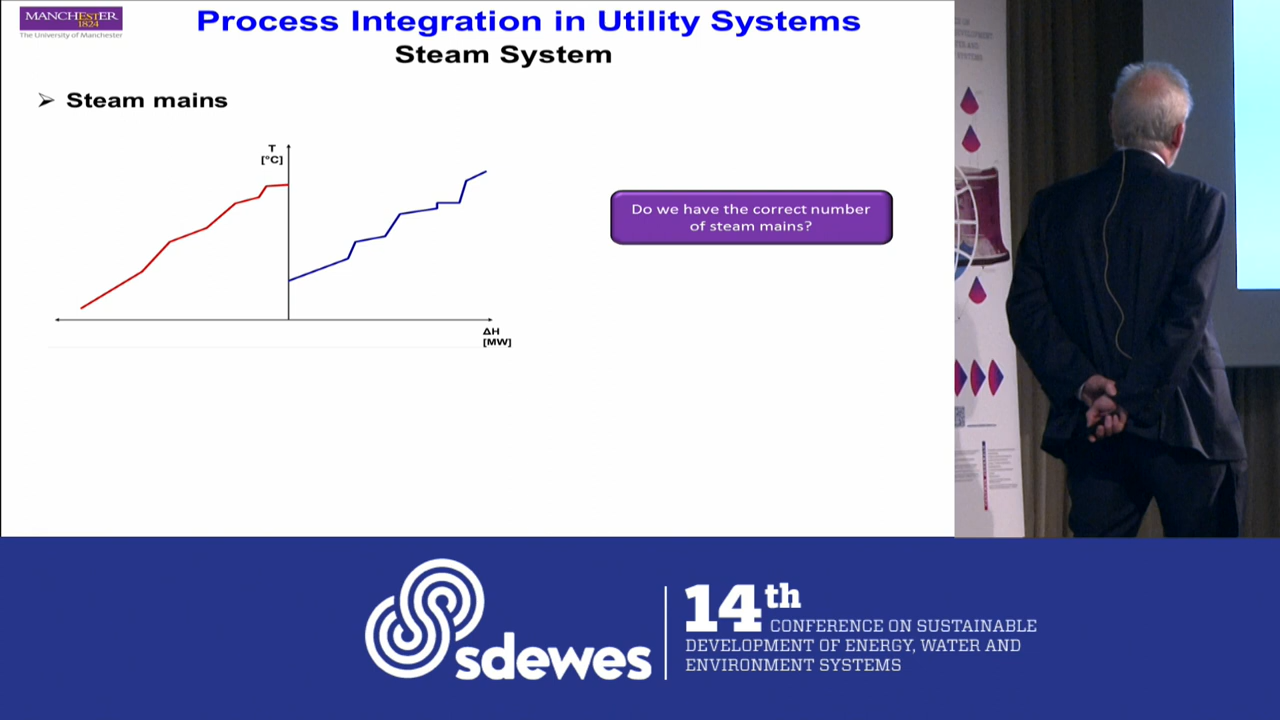 MANCHESTER
1824
The University of Manchester
Process Integration in Utility Systems
Steam System
➢ Steam mains
T
[°C]
Do we have the correct number
of steam mains?
ΔH
[MW]
sdewes
14th
CONFERENCE ON SUSTAINABLE
DEVELOPMENT OF ENERGY, WATER AND
ENVIRONMENT SYSTEMS